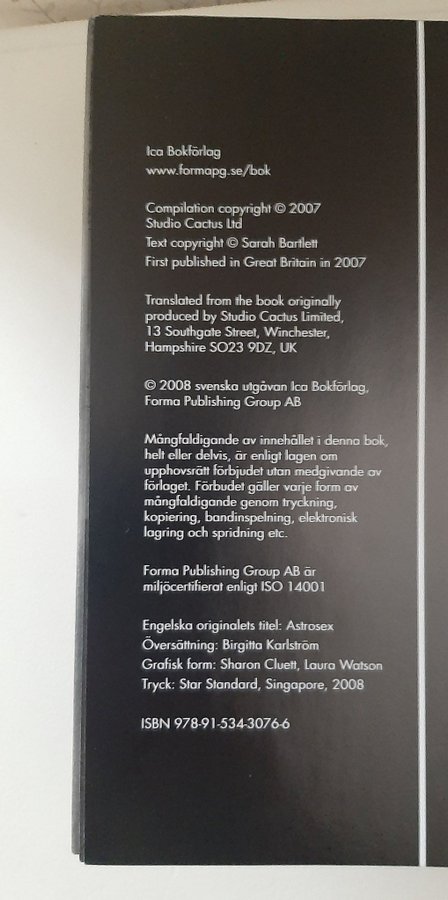 Ica Bokförlag
www.formapg.se/bok
Compilation copyright © 2007
Studio Cactus Ltd
Text copyright © Sarah Bartlett
First published in Great Britain in 2007
Translated from the book originally
produced by Studio Cactus Limited,
13 Southgate Street, Winchester,
Hampshire SO23 9DZ, UK
© 2008 svenska utgåvan Ica Bokförlag,
Forma Publishing Group AB
Mångfaldigande av innehållet i denna bok,
helt eller delvis, är enligt lagen om
upphovsrätt förbjudet utan medgivande av
förlaget. Förbudet gäller varje form av
mångfaldigande genom tryckning,
kopiering, bandinspelning, elektronisk
lagring och spridning etc.
Forma Publishing Group AB är
miljöcertifierat enligt ISO 14001
Engelska originalets titel: Astrosex
Översättning: Birgitta Karlström
Grafisk form: Sharon Cluett, Laura Watson
Tryck: Star Standard, Singapore, 2008
ISBN 978-91-534-3076-6